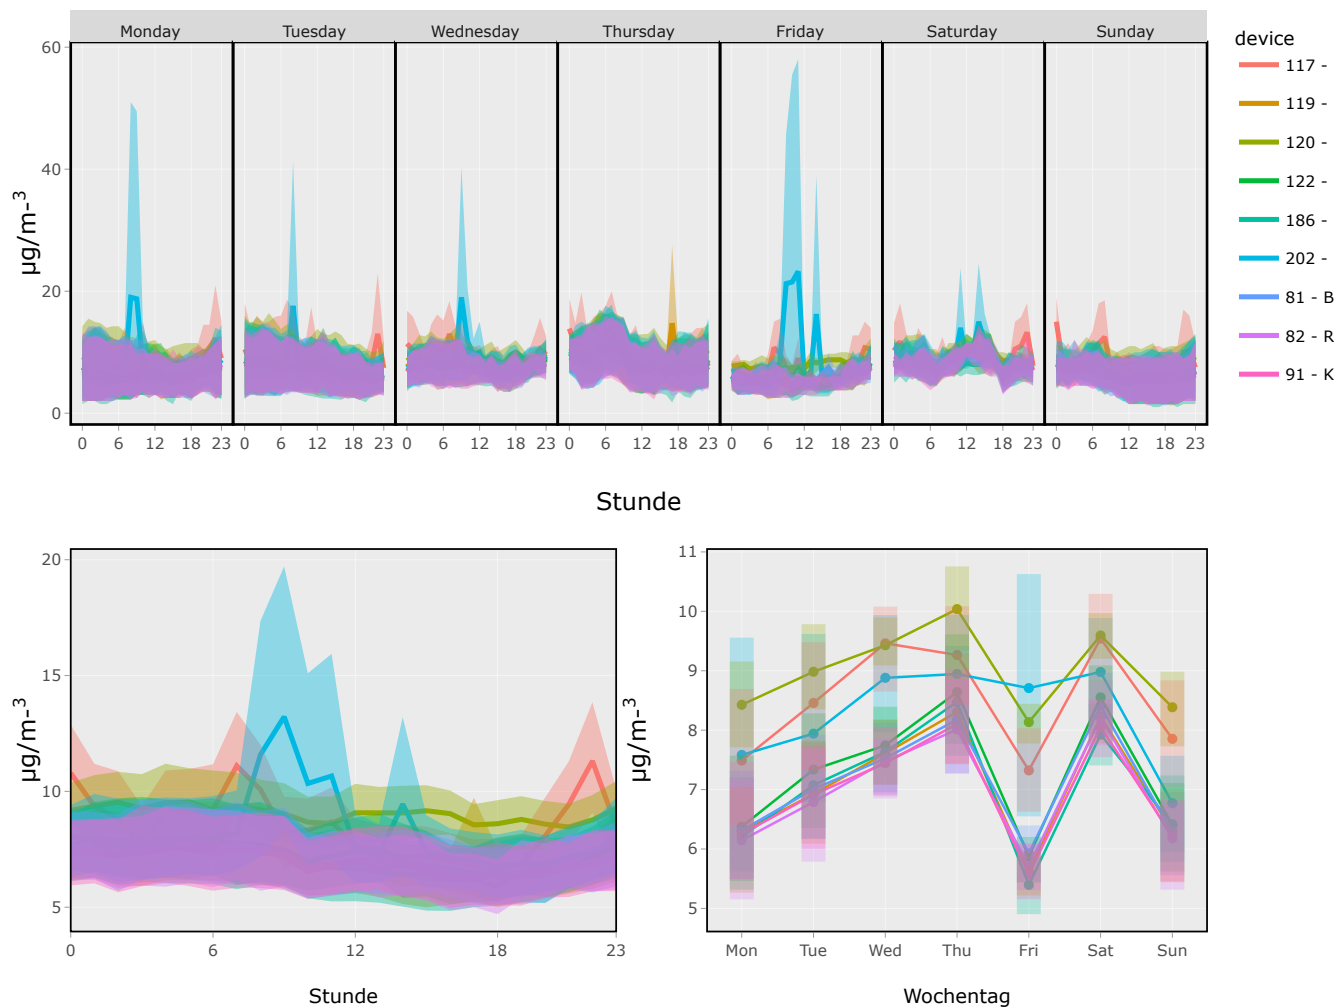 Monday Tuesday Wednesday Thursday Friday Saturday Sunday
60
40
20
0
µg/m-³
0 6 12 18 23 0 6 12 18 23 0 6 12 18 23 0 6 12 18 23 0 6 12 18 23 0 6 12 18 23 0 6 12 18 23
Stunde
device
117 -
119 -
120 -
122 -
186 -
202 -
81 - B
82 - R
91 - K
20
15
10
5
µg/m-³
0 6 12 18 23
Stunde
11
10
9
8
7
6
5
µg/m-³
Mon Tue Wed Thu Fri Sat Sun
Wochentag